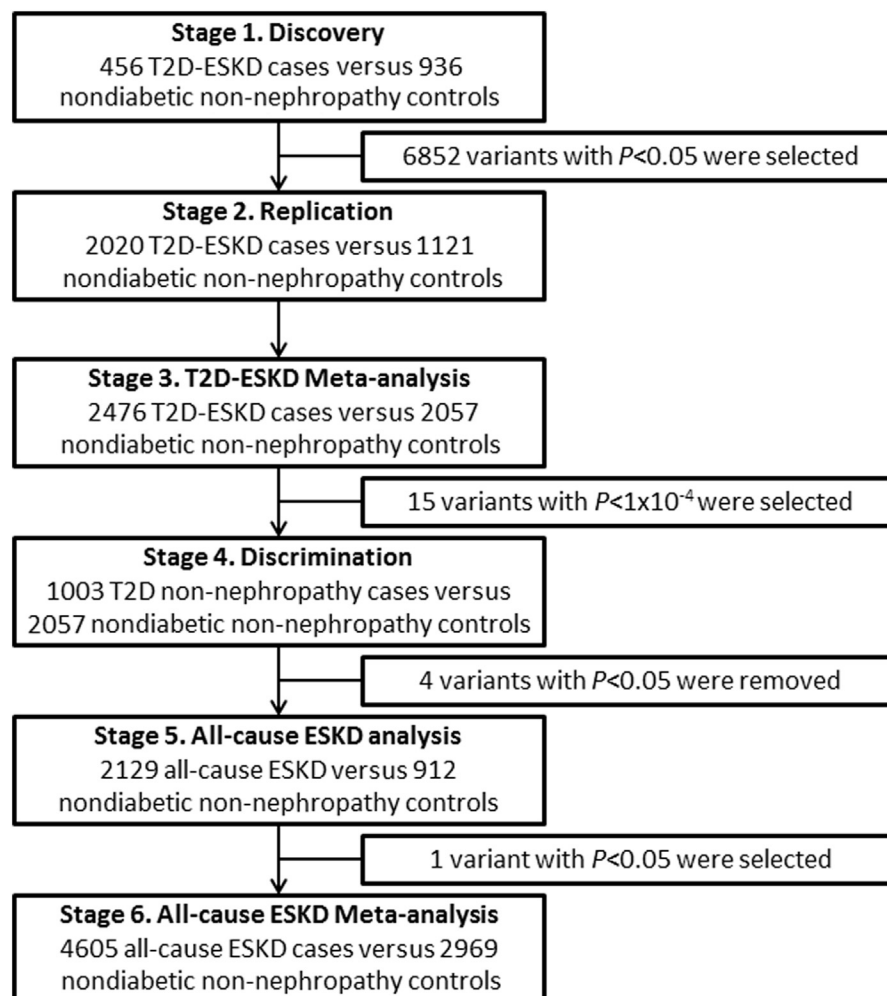 Stage 1. Discovery
456 T2D-ESKD cases versus 936
nondiabetic non-nephropathy controls
6852 variants with P<0.05 were selected
Stage 2. Replication
2020 T2D-ESKD cases versus 1121
nondiabetic non-nephropathy controls
Stage 3. T2D-ESKD Meta-analysis
2476 T2D-ESKD cases versus 2057
nondiabetic non-nephropathy controls
15 variants with P<1x10⁻⁴ were selected
Stage 4. Discrimination
1003 T2D non-nephropathy cases versus
2057 nondiabetic non-nephropathy controls
4 variants with P<0.05 were removed
Stage 5. All-cause ESKD analysis
2129 all-cause ESKD versus 912
nondiabetic non-nephropathy controls
1 variant with P<0.05 were selected
Stage 6. All-cause ESKD Meta-analysis
4605 all-cause ESKD cases versus 2969
nondiabetic non-nephropathy controls